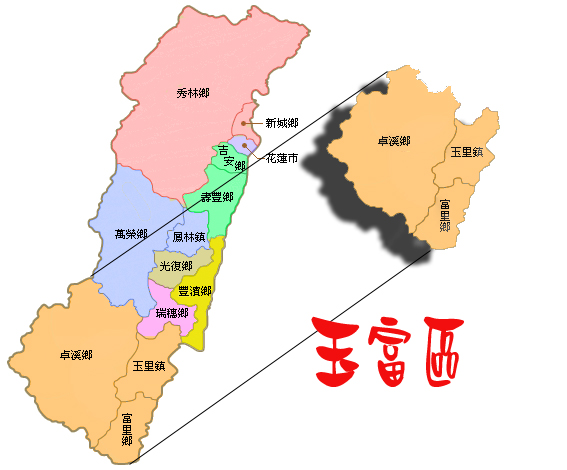 秀林鄉
新城鄉
花蓮市
吉安鄉
壽豐鄉
萬榮鄉
鳳林鎮
光復鄉
豐濱鄉
瑞穗鄉
卓溪鄉
玉里鎮
富里鄉
卓溪鄉
玉里鎮
富里鄉
玉富區